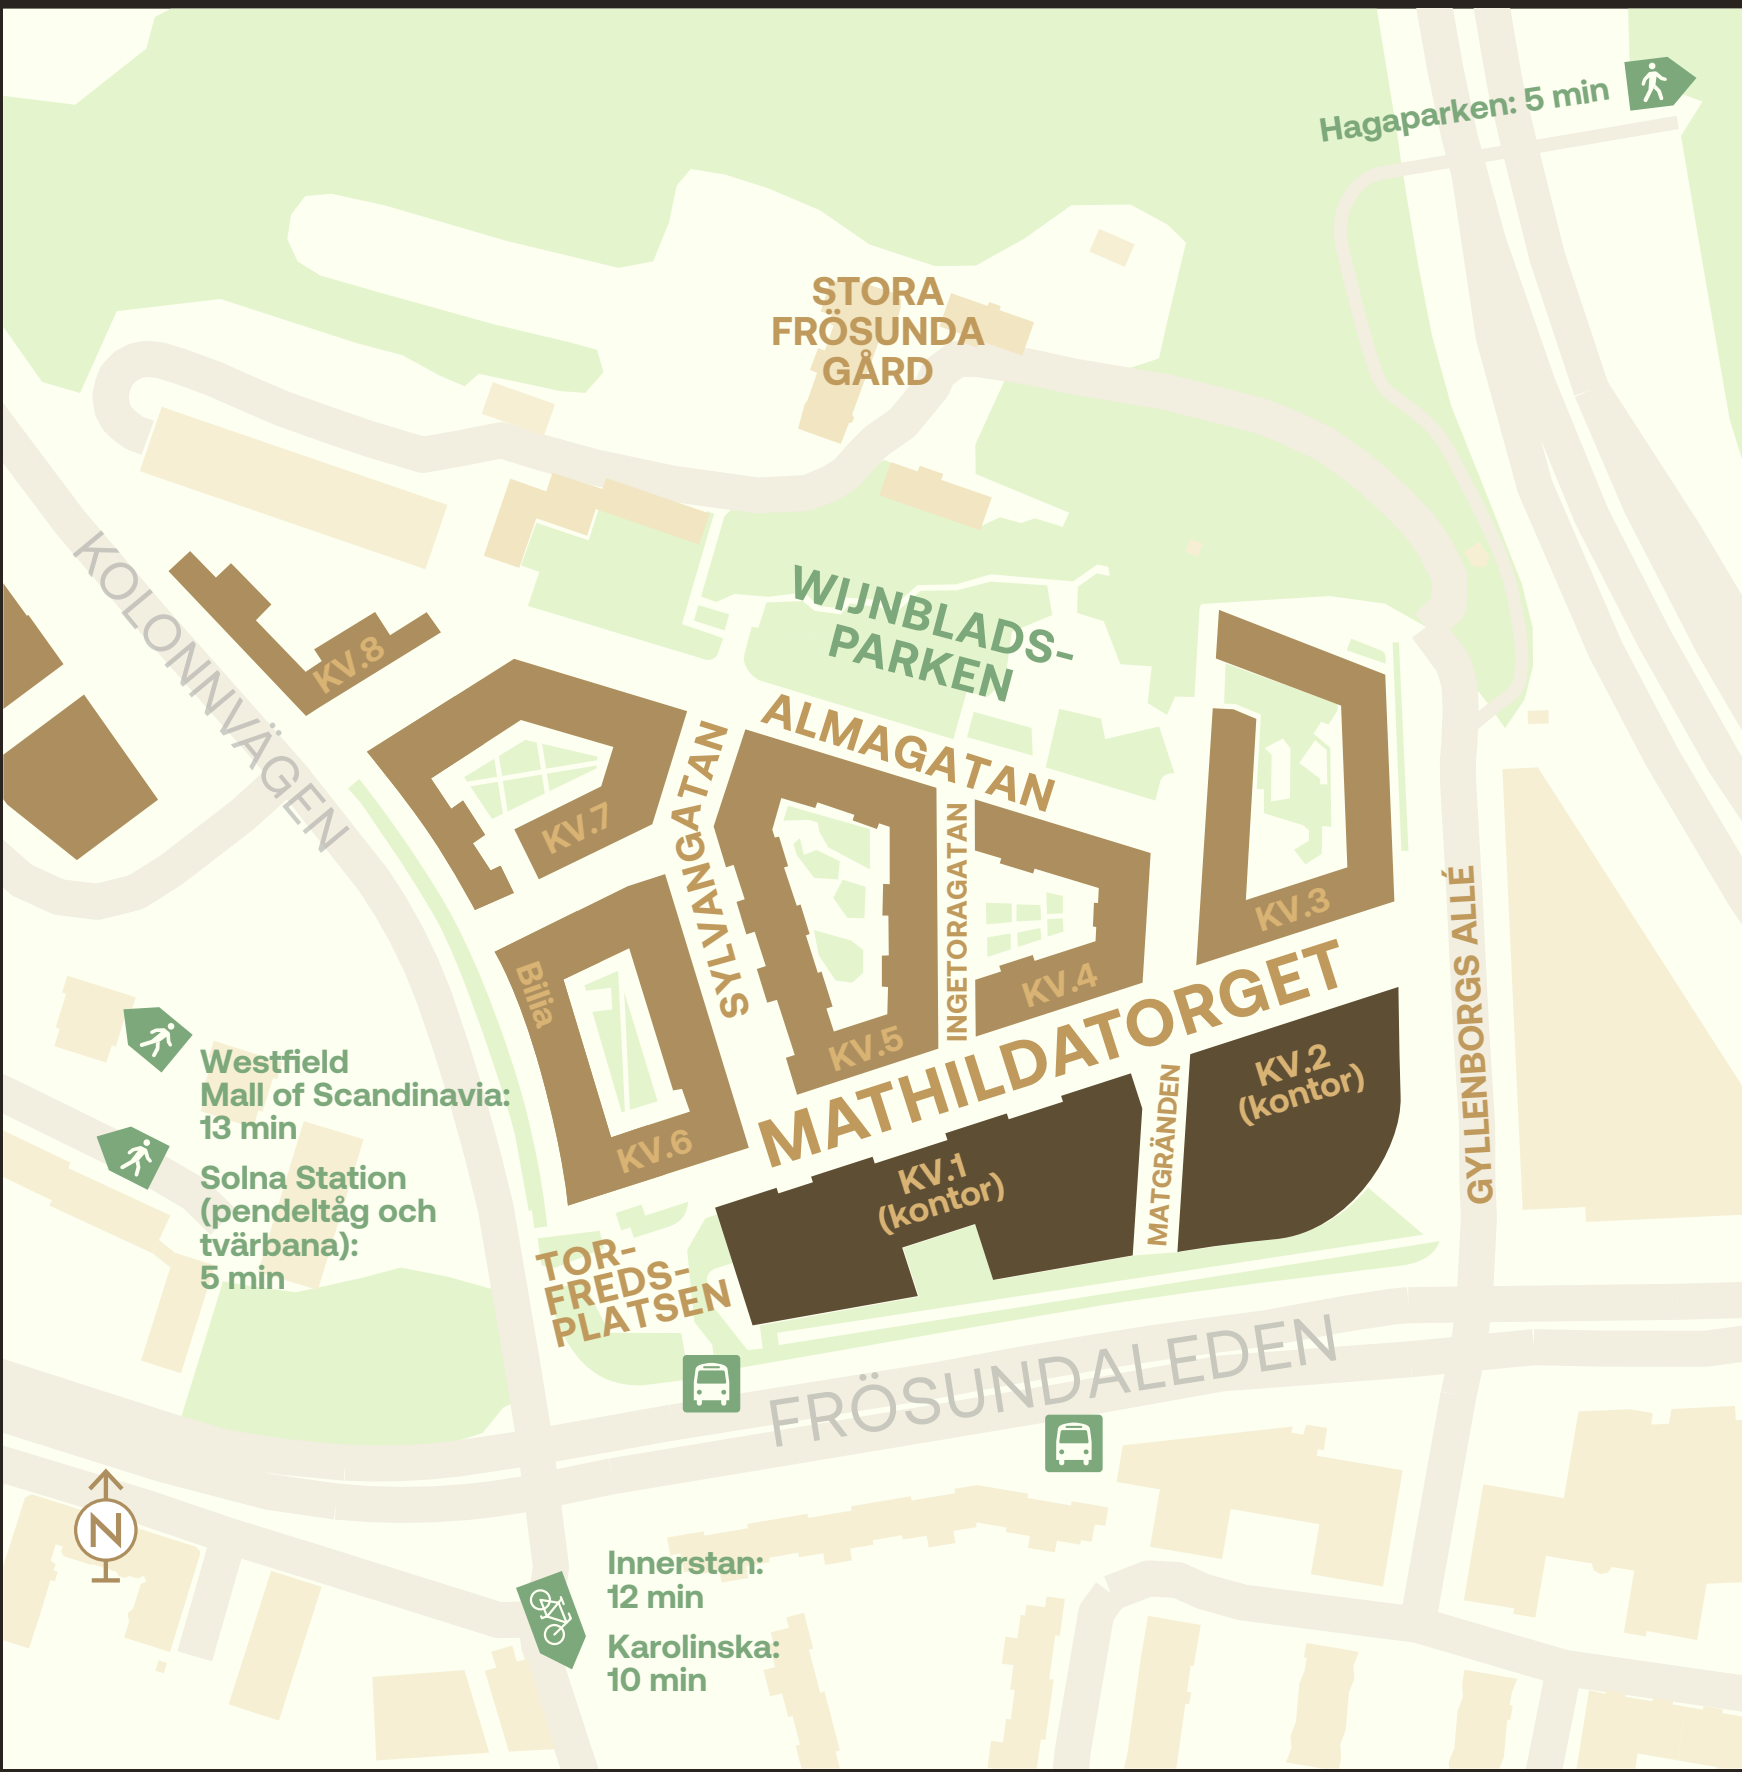 Hagaparken: 5 min
STORA
FRÖSUNDA
GÅRD
WIJNBLADS-
PARKEN
KOLONNVÄGEN
KV.8
ALMAGATAN
SYLVANGATAN
KV.7
INGETORAGATAN
KV.3
GYLLENBORGS ALLÉ
Bilia
KV.4
KV.5
MATHILDATORGET
KV.6
KV.2
(kontor)
KV.1
(kontor)
MATGRÄNDEN
Westfield
Mall of Scandinavia:
13 min
Solna Station
(pendeltåg och
tvärbana):
5 min
TOR-
FREDS-
PLATSEN
FRÖSUNDALEDEN
N
Innerstan:
12 min
Karolinska:
10 min